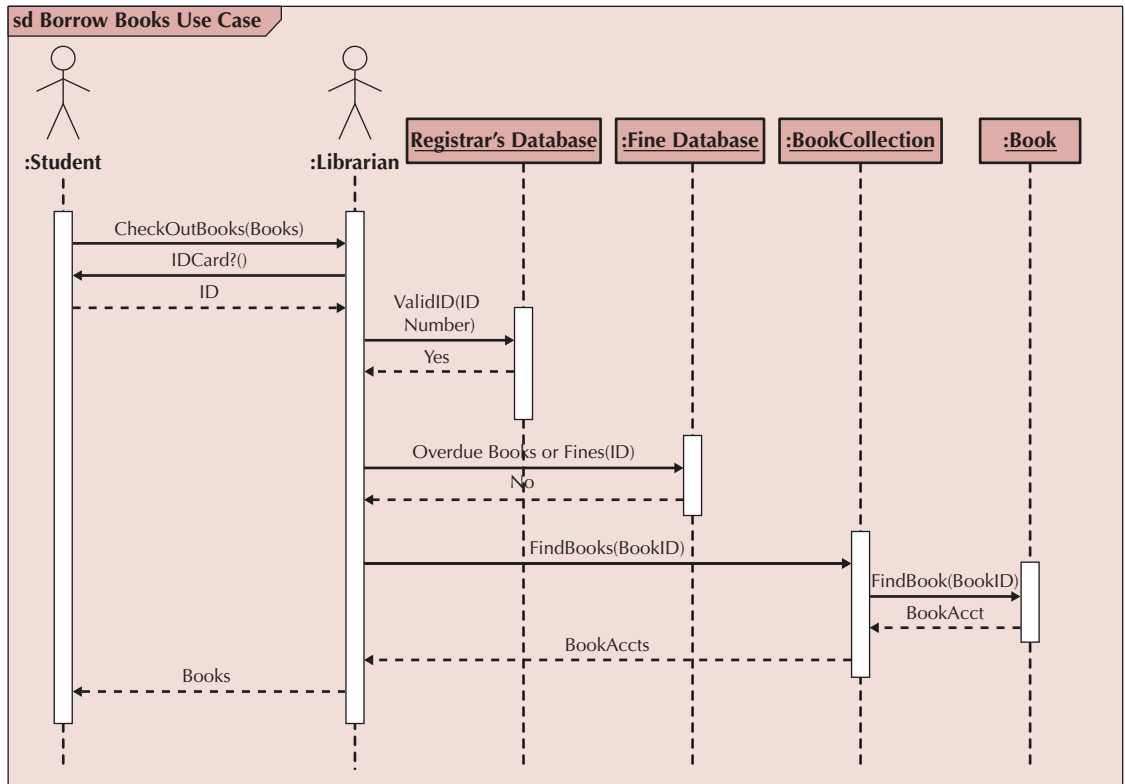 sd Borrow Books Use Case
:Student
:Librarian
Registrar's Database
:Fine Database
:BookCollection
:Book
CheckOutBooks(Books)
IDCard?()
ID
ValidID(ID
Number)
Yes
Overdue Books or Fines(ID)
No
FindBooks(BookID)
FindBook(BookID)
BookAcct
BookAccts
Books